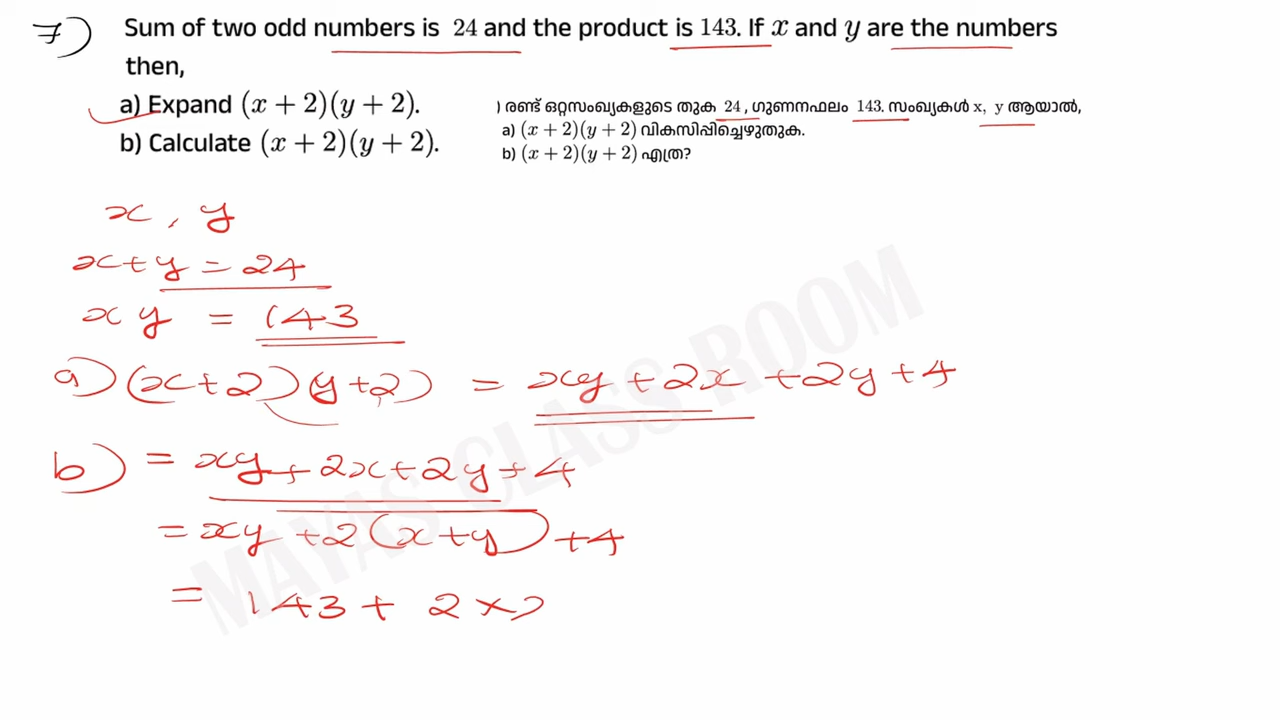 7) Sum of two odd numbers is 24 and the product is 143. If x and y are the numbers
then,
a) Expand (x + 2)(y + 2).
b) Calculate (x + 2)(y + 2).
) രണ്ട് ഒറ്റസംഖ്യകളുടെ തുക 24 , ഗുണനഫലം 143. സംഖ്യകൾ x, y ആയാൽ,
a) (x + 2)(y + 2) വികസിപ്പിച്ചെഴുതുക.
b) (x + 2)(y + 2) എത്ര?
x , y
x+y = 24
x y = 143
a) (x+2)(y+2) = xy + 2x + 2y + 4
b) = xy + 2x + 2y + 4
= xy + 2(x+y) + 4
= 143 + 2 ×
MAYAS CLASS ROOM